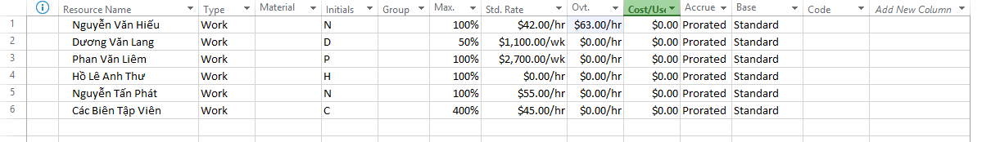 Resource Name Type Material Initials Group Max. Std. Rate Ovt. Cost/Use Accrue Base Code Add New Column
1 Nguyễn Văn Hiếu Work N 100% $42.00/hr $63.00/hr $0.00 Prorated Standard
2 Dương Văn Lang Work D 50% $1,100.00/wk $0.00/hr $0.00 Prorated Standard
3 Phan Văn Liêm Work P 100% $2,700.00/wk $0.00/hr $0.00 Prorated Standard
4 Hồ Lê Anh Thư Work H 100% $0.00/hr $0.00/hr $0.00 Prorated Standard
5 Nguyễn Tấn Phát Work N 100% $55.00/hr $0.00/hr $0.00 Prorated Standard
6 Các Biên Tập Viên Work C 400% $45.00/hr $0.00/hr $0.00 Prorated Standard